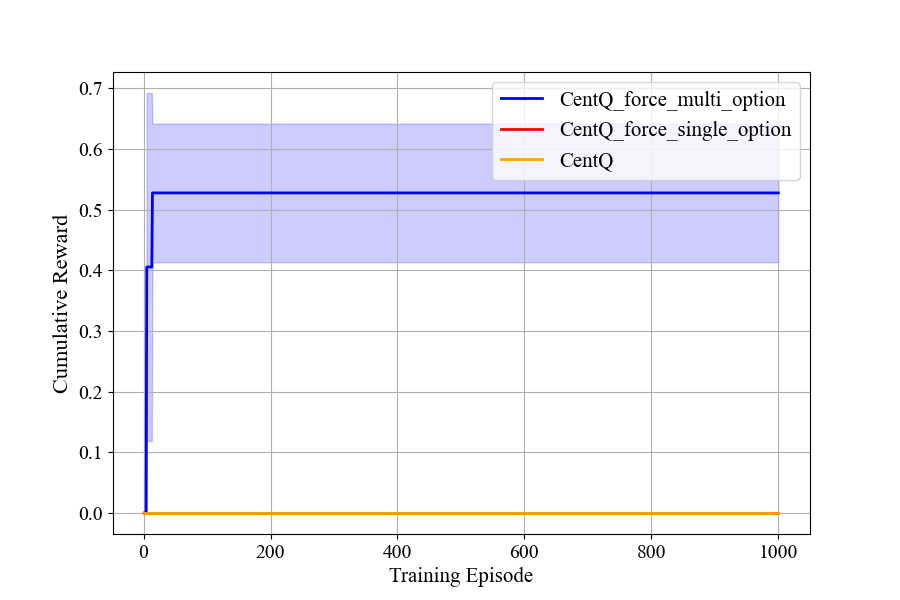 CentQ_force_multi_option
CentQ_force_single_option
CentQ
Cumulative Reward
0.7
0.6
0.5
0.4
0.3
0.2
0.1
0.0
0 200 400 600 800 1000
Training Episode